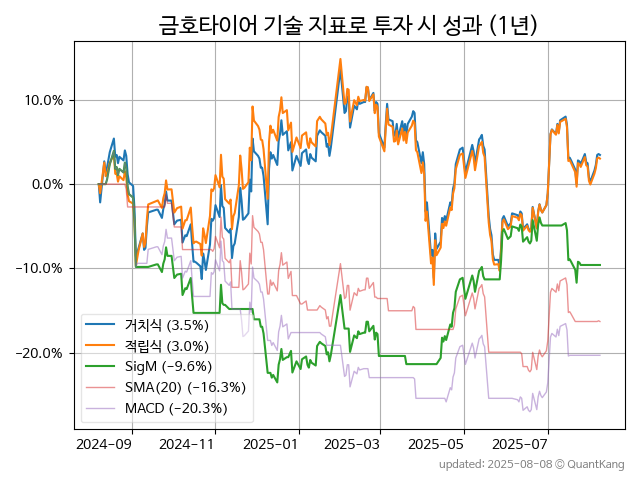 금호타이어 기술 지표로 투자 시 성과 (1년)
10.0%
0.0%
−10.0%
−20.0%
거치식 (3.5%)
적립식 (3.0%)
SigM (−9.6%)
SMA(20) (−16.3%)
MACD (−20.3%)
2024-09
2024-11
2025-01
2025-03
2025-05
2025-07
updated: 2025-08-08 © QuantKang